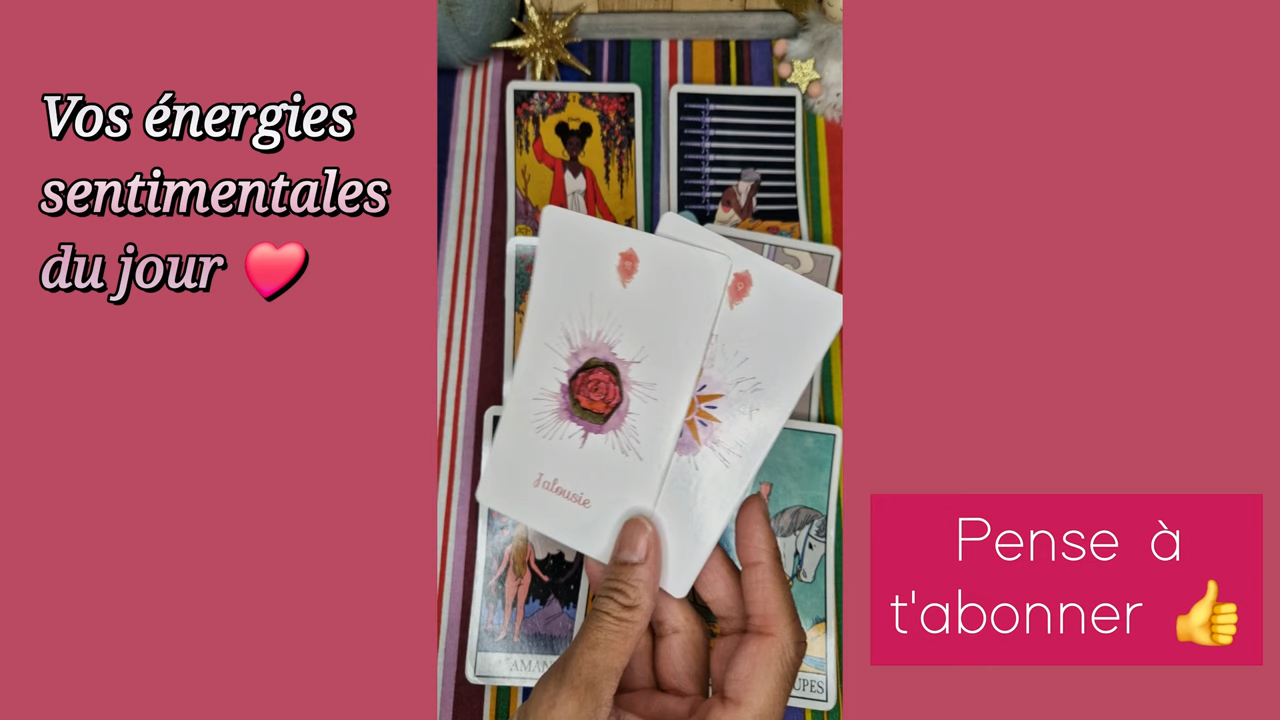 Vos énergies
sentimentales
du jour ❤️
Jalousie
Pense à
t'abonner 👍